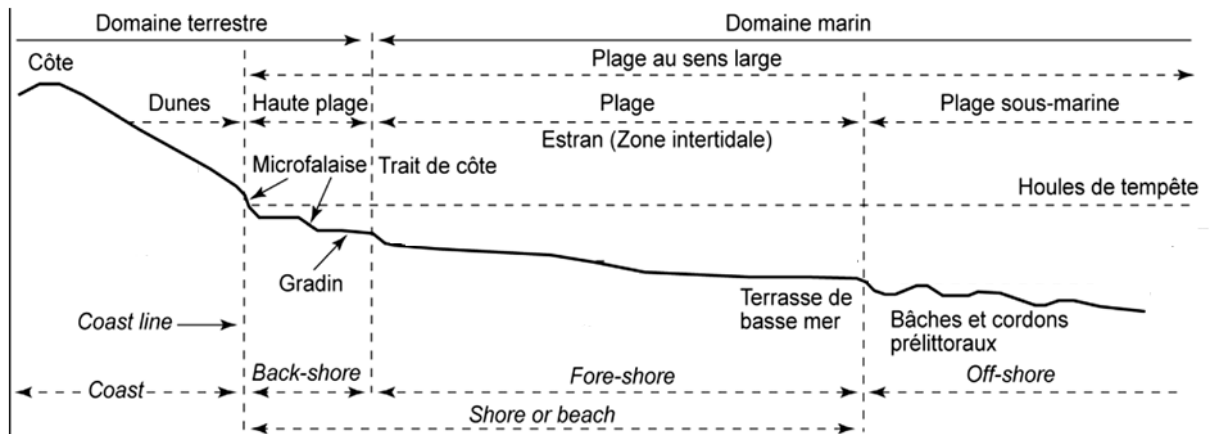 Domaine terrestre
Domaine marin
Côte
Plage au sens large
Dunes
Haute plage
Plage
Plage sous-marine
Estran (Zone intertidale)
Microfalaise
Trait de côte
Houles de tempête
Gradin
Terrasse de
basse mer
Bâches et cordons
prélittoraux
Coast line
Coast
Back-shore
Fore-shore
Off-shore
Shore or beach